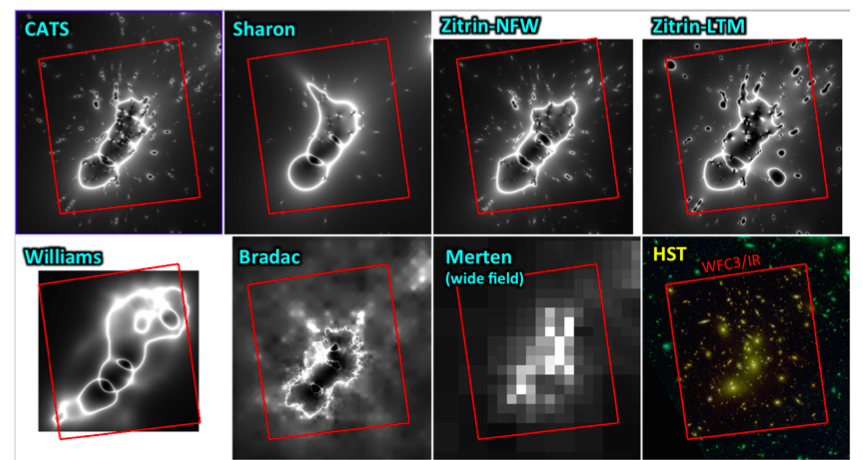 CATS
Sharon
Zitrin-NFW
Zitrin-LTM
Williams
Bradac
Merten
(wide field)
HST
WFC3/IR